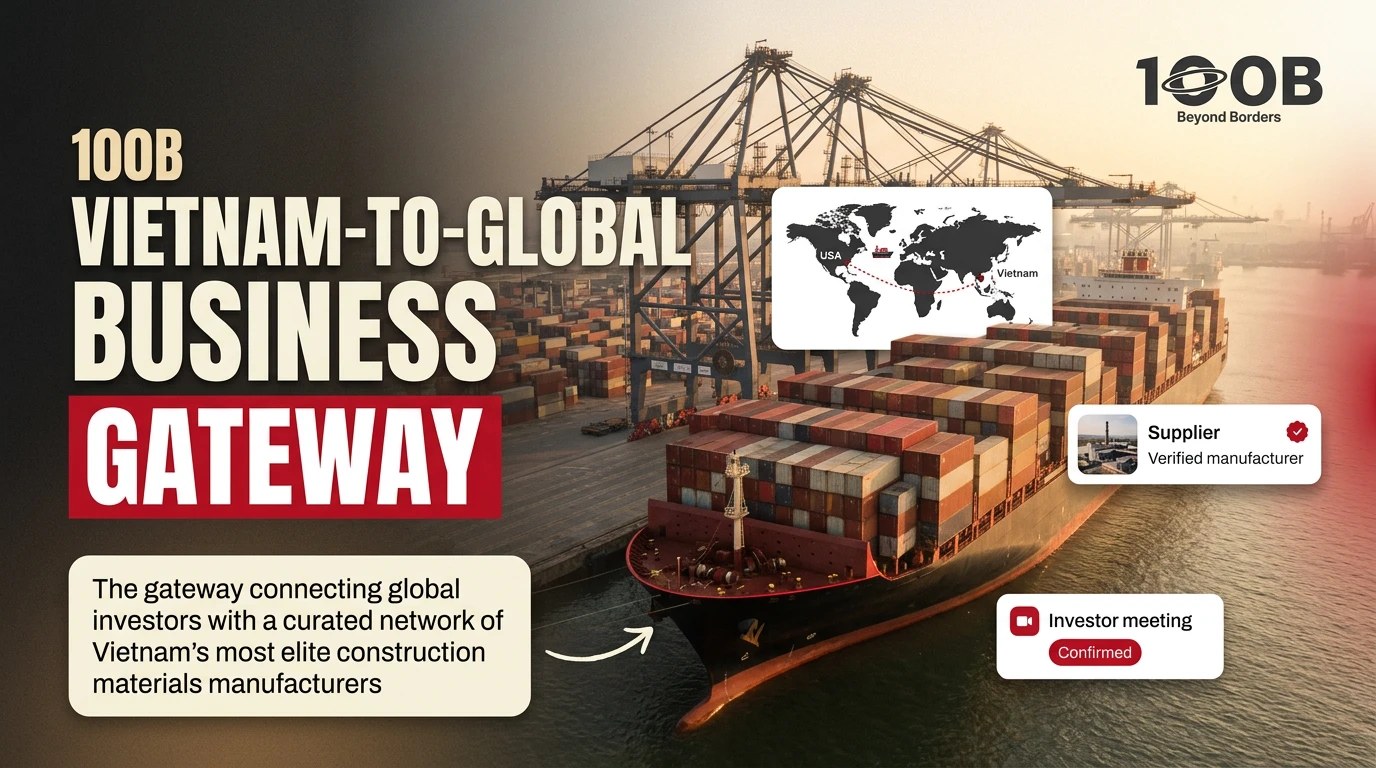 100B
VIETNAM-TO-GLOBAL
BUSINESS
GATEWAY
The gateway connecting global
investors with a curated network of
Vietnam's most elite construction
materials manufacturers
100B
Beyond Borders
USA
Vietnam
Supplier
Verified manufacturer
Investor meeting
Confirmed